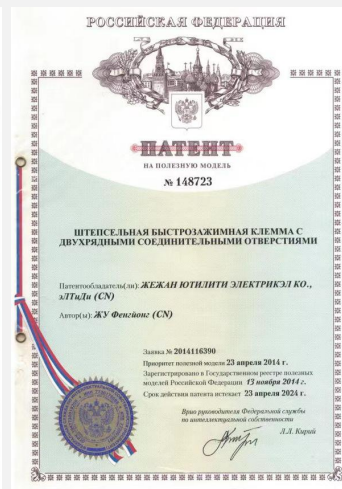 РОССИЙСКАЯ ФЕДЕРАЦИЯ
ПАТЕНТ
НА ПОЛЕЗНУЮ МОДЕЛЬ
№ 148723
ШТЕПСЕЛЬНАЯ БЫСТРОЗАЖИМНАЯ КЛЕММА С
ДВУХРЯДНЫМИ СОЕДИНИТЕЛЬНЫМИ ОТВЕРСТИЯМИ
Патентообладатель(ли): ЖЕЖАН ЮТИЛИТИ ЭЛЕКТРИКЭЛ КО.,
эЛТиДи (CN)
Автор(ы): ЖУ Фенгйонг (CN)
Заявка № 2014116390
Приоритет полезной модели 23 апреля 2014 г.
Зарегистрировано в Государственном реестре полезных
моделей Российской Федерации 13 ноября 2014 г.
Срок действия патента истекает 23 апреля 2024 г.
Врио руководителя Федеральной службы
по интеллектуальной собственности
Л.Л. Кирий